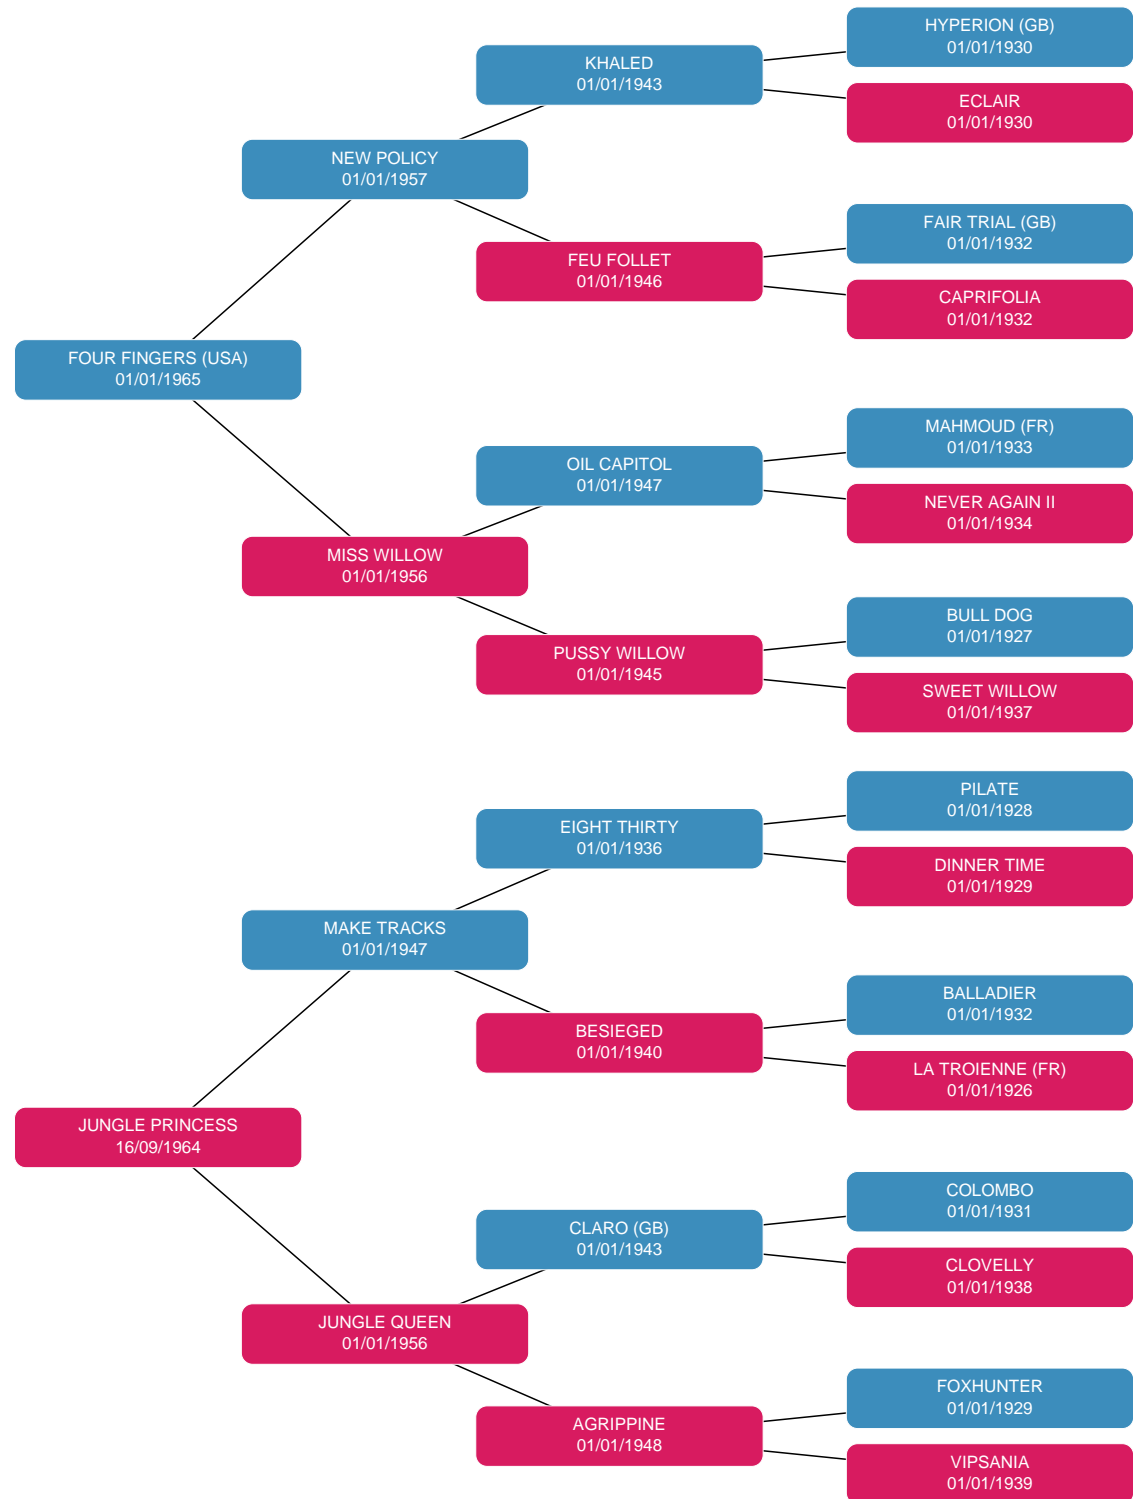 HYPERION (GB)
01/01/1930
KHALED
01/01/1943
ECLAIR
01/01/1930
NEW POLICY
01/01/1957
FAIR TRIAL (GB)
01/01/1932
FEU FOLLET
01/01/1946
CAPRIFOLIA
01/01/1932
FOUR FINGERS (USA)
01/01/1965
MAHMOUD (FR)
01/01/1933
OIL CAPITOL
01/01/1947
NEVER AGAIN II
01/01/1934
MISS WILLOW
01/01/1956
BULL DOG
01/01/1927
PUSSY WILLOW
01/01/1945
SWEET WILLOW
01/01/1937
PILATE
01/01/1928
EIGHT THIRTY
01/01/1936
DINNER TIME
01/01/1929
MAKE TRACKS
01/01/1947
BALLADIER
01/01/1932
BESIEGED
01/01/1940
LA TROIENNE (FR)
01/01/1926
JUNGLE PRINCESS
16/09/1964
COLOMBO
01/01/1931
CLARO (GB)
01/01/1943
CLOVELLY
01/01/1938
JUNGLE QUEEN
01/01/1956
FOXHUNTER
01/01/1929
AGRIPPINE
01/01/1948
VIPSANIA
01/01/1939